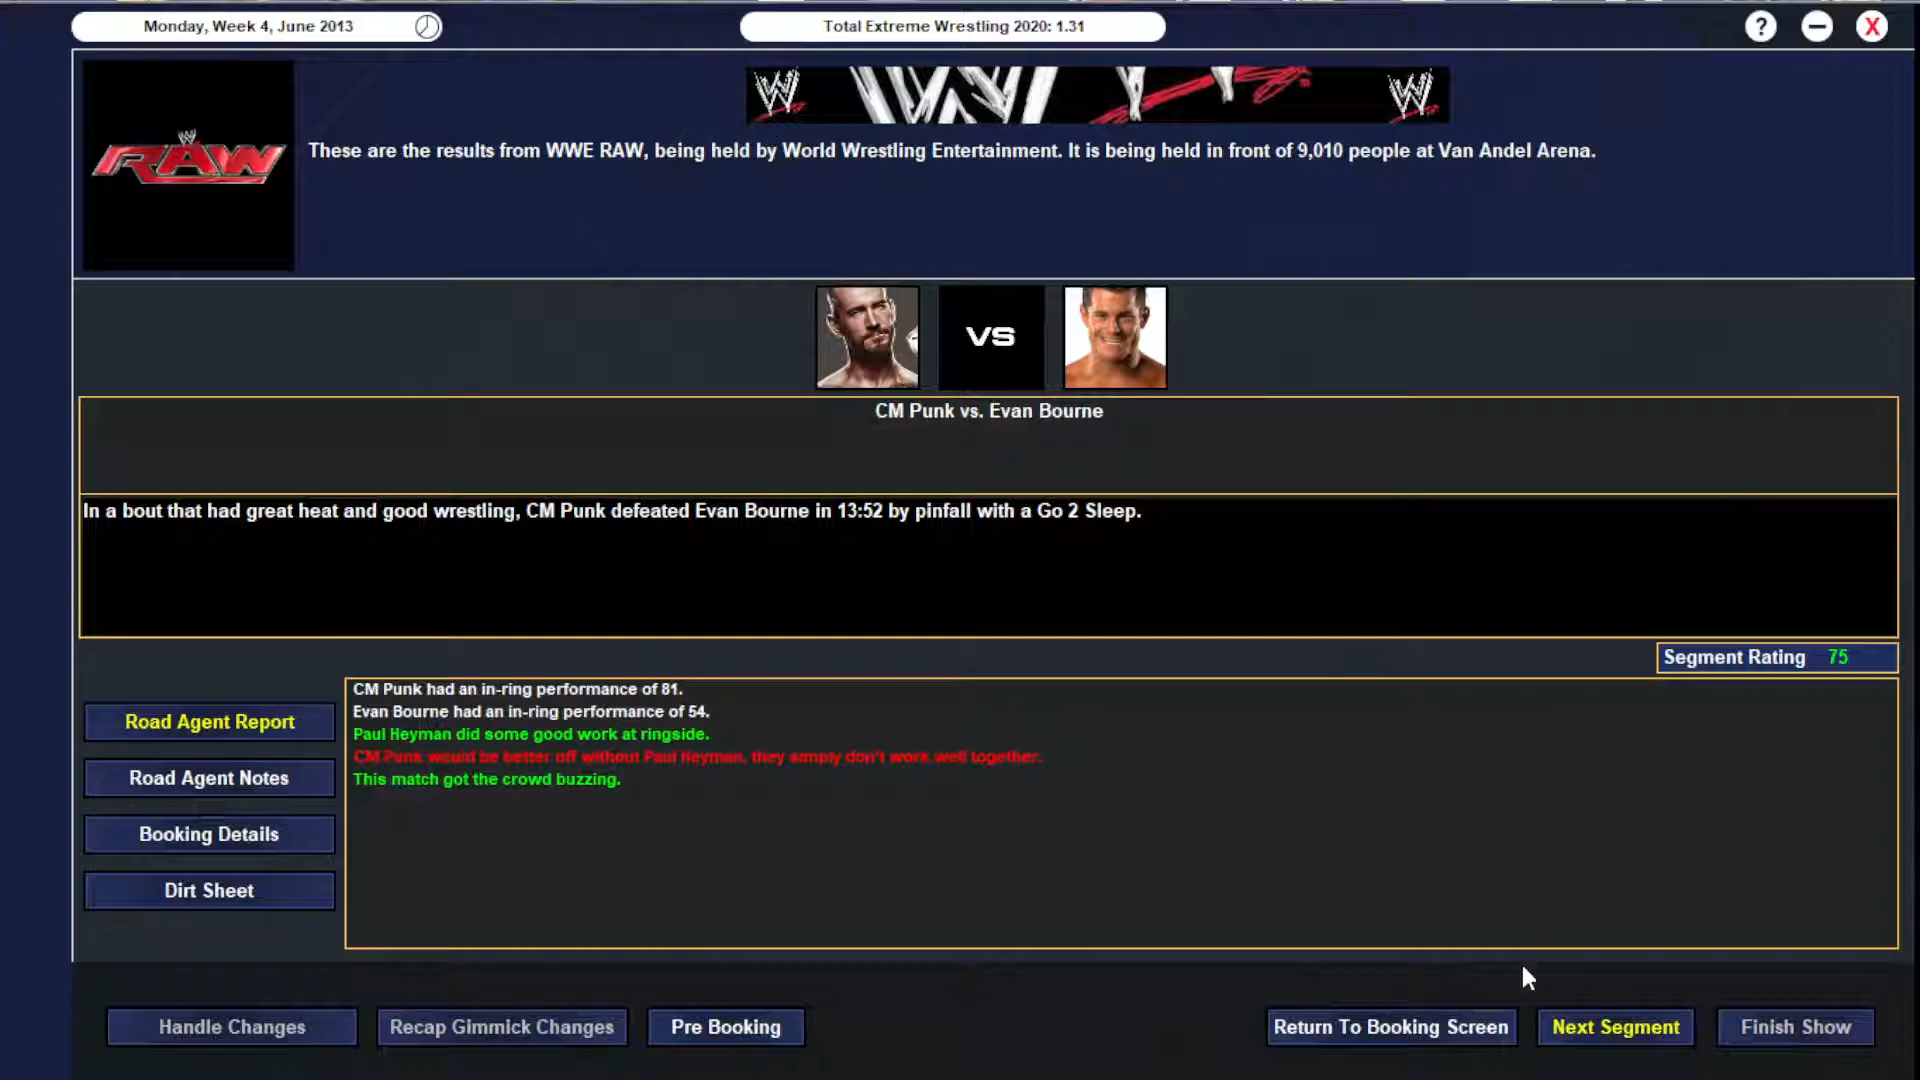 Monday, Week 4, June 2013
Total Extreme Wrestling 2020: 1.31
?
X
W
W
W
RAW
These are the results from WWE RAW, being held by World Wrestling Entertainment. It is being held in front of 9,010 people at Van Andel Arena.
VS
CM Punk vs. Evan Bourne
In a bout that had great heat and good wrestling, CM Punk defeated Evan Bourne in 13:52 by pinfall with a Go 2 Sleep.
Segment Rating 75
CM Punk had an in-ring performance of 81.
Evan Bourne had an in-ring performance of 54.
Paul Heyman did some good work at ringside.
CM Punk would be better off without Paul Heyman, they simply don't work well together.
This match got the crowd buzzing.
Road Agent Report
Road Agent Notes
Booking Details
Dirt Sheet
Handle Changes
Recap Gimmick Changes
Pre Booking
Return To Booking Screen
Next Segment
Finish Show